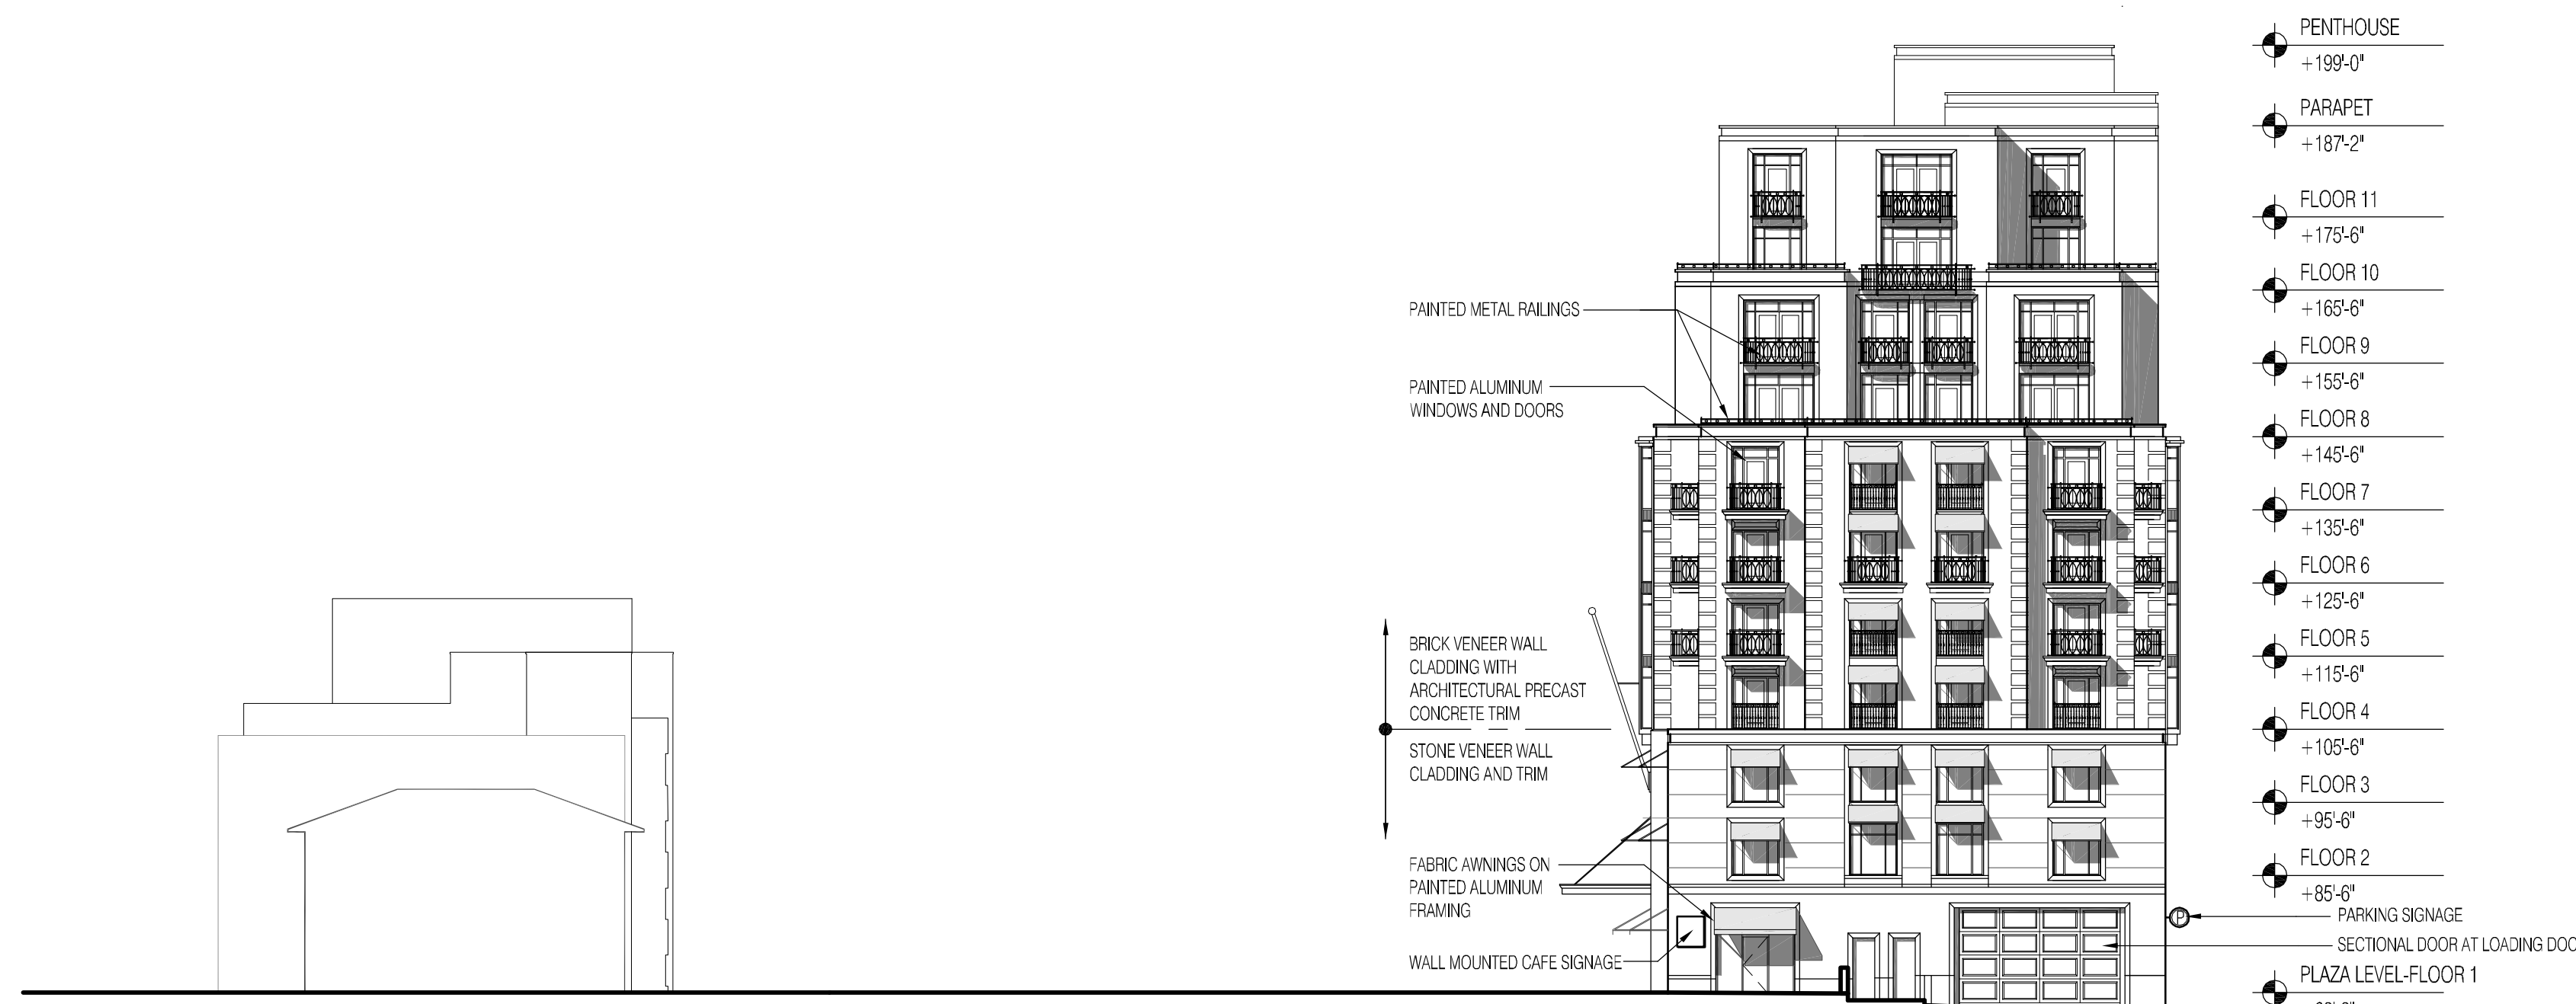 PENTHOUSE
+199'-0"
PARAPET
+187'-2"
FLOOR 11
+175'-6"
FLOOR 10
+165'-6"
FLOOR 9
+155'-6"
FLOOR 8
+145'-6"
FLOOR 7
+135'-6"
FLOOR 6
+125'-6"
FLOOR 5
+115'-6"
FLOOR 4
+105'-6"
FLOOR 3
+95'-6"
FLOOR 2
+85'-6"
PARKING SIGNAGE
SECTIONAL DOOR AT LOADING DOC
PLAZA LEVEL-FLOOR 1
PAINTED METAL RAILINGS
PAINTED ALUMINUM
WINDOWS AND DOORS
BRICK VENEER WALL
CLADDING WITH
ARCHITECTURAL PRECAST
CONCRETE TRIM
STONE VENEER WALL
CLADDING AND TRIM
FABRIC AWNINGS ON
PAINTED ALUMINUM
FRAMING
WALL MOUNTED CAFE SIGNAGE
P